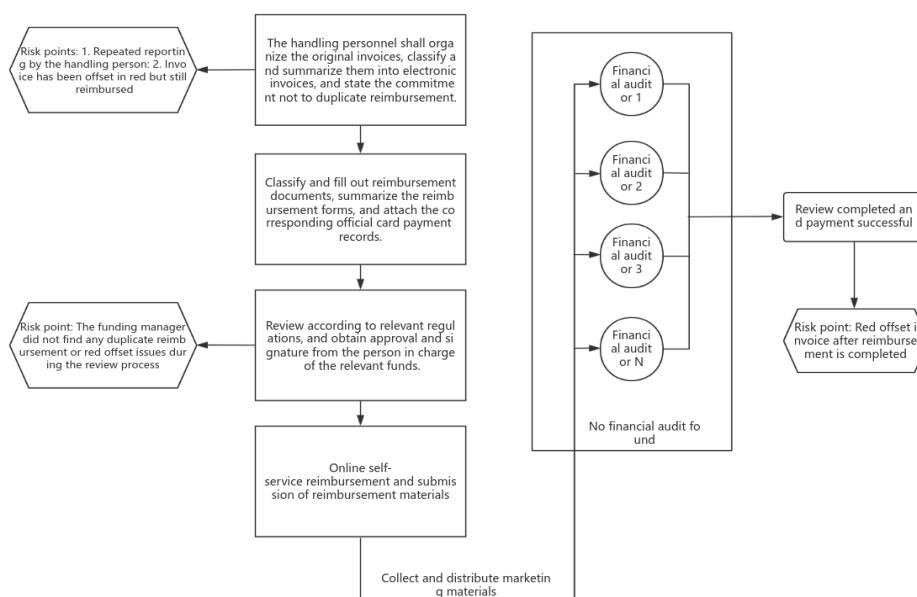 Risk points: 1. Repeated reportin
g by the handling person: 2. Invo
ice has been offset in red but still
reimbursed
The handling personnel shall orga
nize the original invoices, classify a
nd summarize them into electronic
invoices, and state the commitme
nt not to duplicate reimbursement.
Classify and fill out reimbursement
documents, summarize the reimb
ursement forms, and attach the co
rresponding official card payment
records.
Risk point: The funding manager
did not find any duplicate reimb
ursement or red offset issues dur
ing the review process
Review according to relevant regul
ations, and obtain approval and si
gnature from the person in charge
of the relevant funds.
Online self-
service reimbursement and submis
sion of reimbursement materials
Collect and distribute marketin
g materials
Financi
al audit
or 1
Financi
al audit
or 2
Financi
al audit
or 3
Financi
al audit
or N
No financial audit fo
und
Review completed an
d payment successful
Risk point: Red offset i
nvoice after reimburse
ment is completed